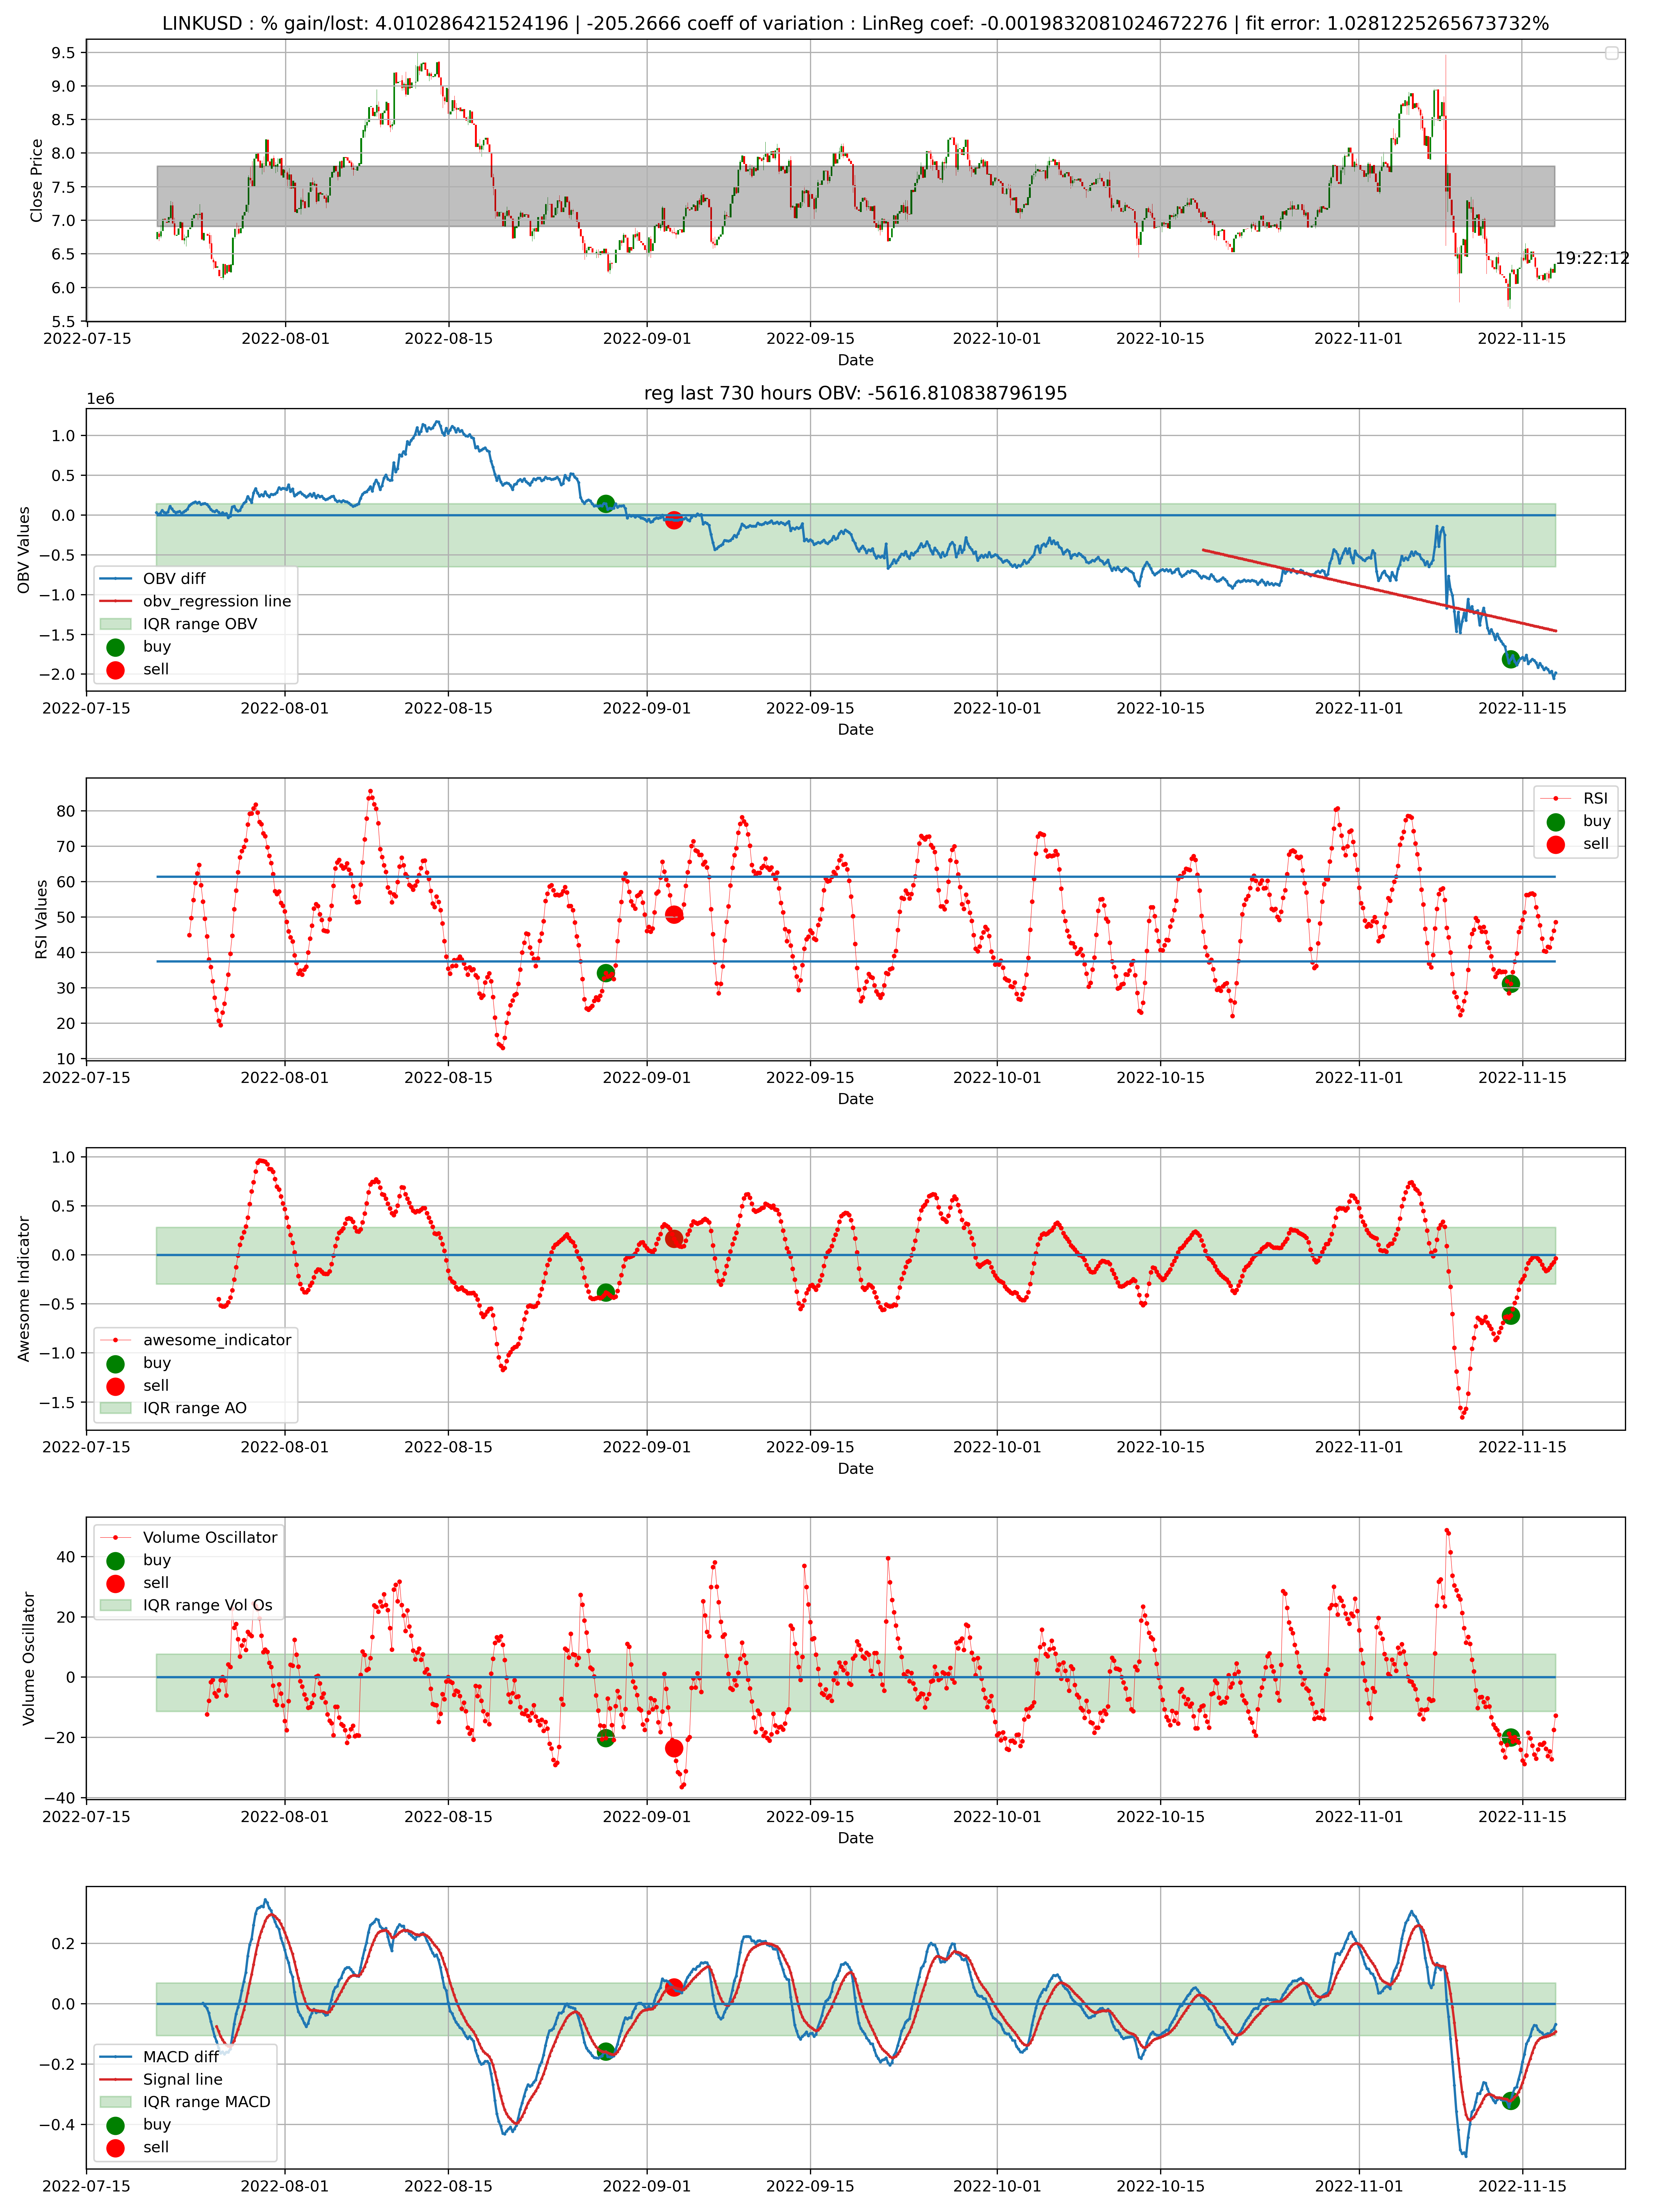 LINKUSD : % gain/lost: 4.010286421524196 | -205.2666 coeff of variation : LinReg coef: -0.0019832081024672276 | fit error: 1.0281225265673732%
9.5
9.0
8.5
8.0
7.5
7.0
6.5
6.0
5.5
Close Price
19:22:12
2022-07-15 2022-08-01 2022-08-15 2022-09-01 2022-09-15 2022-10-01 2022-10-15 2022-11-01 2022-11-15
Date
reg last 730 hours OBV: -5616.810838796195
1e6
1.0
0.5
0.0
−0.5
−1.0
−1.5
−2.0
OBV Values
OBV diff
obv_regression line
IQR range OBV
buy
sell
2022-07-15 2022-08-01 2022-08-15 2022-09-01 2022-09-15 2022-10-01 2022-10-15 2022-11-01 2022-11-15
Date
80
70
60
50
40
30
20
10
RSI Values
RSI
buy
sell
2022-07-15 2022-08-01 2022-08-15 2022-09-01 2022-09-15 2022-10-01 2022-10-15 2022-11-01 2022-11-15
Date
1.0
0.5
0.0
−0.5
−1.0
−1.5
Awesome Indicator
awesome_indicator
buy
sell
IQR range AO
2022-07-15 2022-08-01 2022-08-15 2022-09-01 2022-09-15 2022-10-01 2022-10-15 2022-11-01 2022-11-15
Date
40
20
0
−20
−40
Volume Oscillator
Volume Oscillator
buy
sell
IQR range Vol Os
2022-07-15 2022-08-01 2022-08-15 2022-09-01 2022-09-15 2022-10-01 2022-10-15 2022-11-01 2022-11-15
Date
0.2
0.0
−0.2
−0.4
MACD diff
Signal line
IQR range MACD
buy
sell
2022-07-15 2022-08-01 2022-08-15 2022-09-01 2022-09-15 2022-10-01 2022-10-15 2022-11-01 2022-11-15